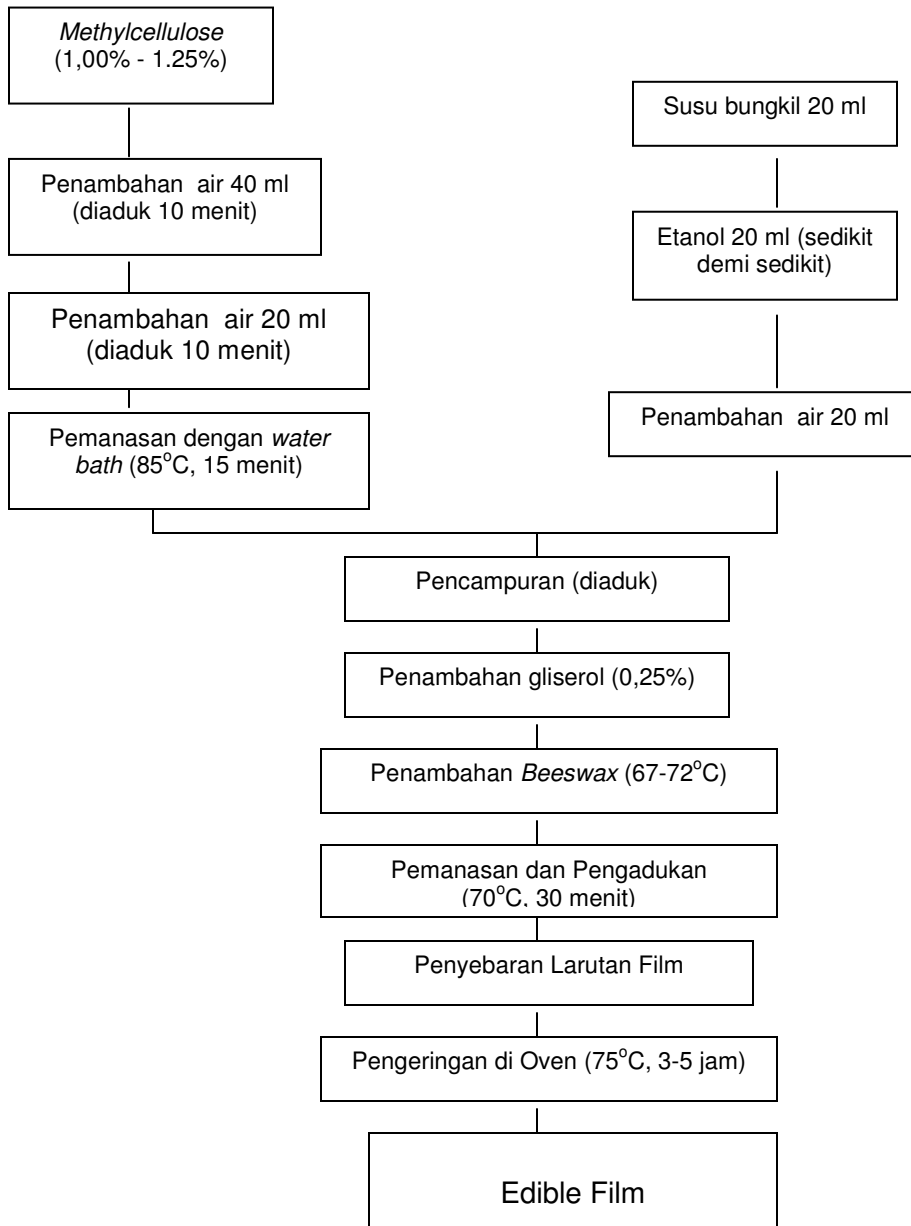 Methylcellulose
(1,00% - 1.25%)
Penambahan air 40 ml
(diaduk 10 menit)
Penambahan air 20 ml
(diaduk 10 menit)
Pemanasan dengan water
bath (85°C, 15 menit)
Susu bungkil 20 ml
Etanol 20 ml (sedikit
demi sedikit)
Penambahan air 20 ml
Pencampuran (diaduk)
Penambahan gliserol (0,25%)
Penambahan Beeswax (67-72°C)
Pemanasan dan Pengadukan
(70°C, 30 menit)
Penyebaran Larutan Film
Pengeringan di Oven (75°C, 3-5 jam)
Edible Film